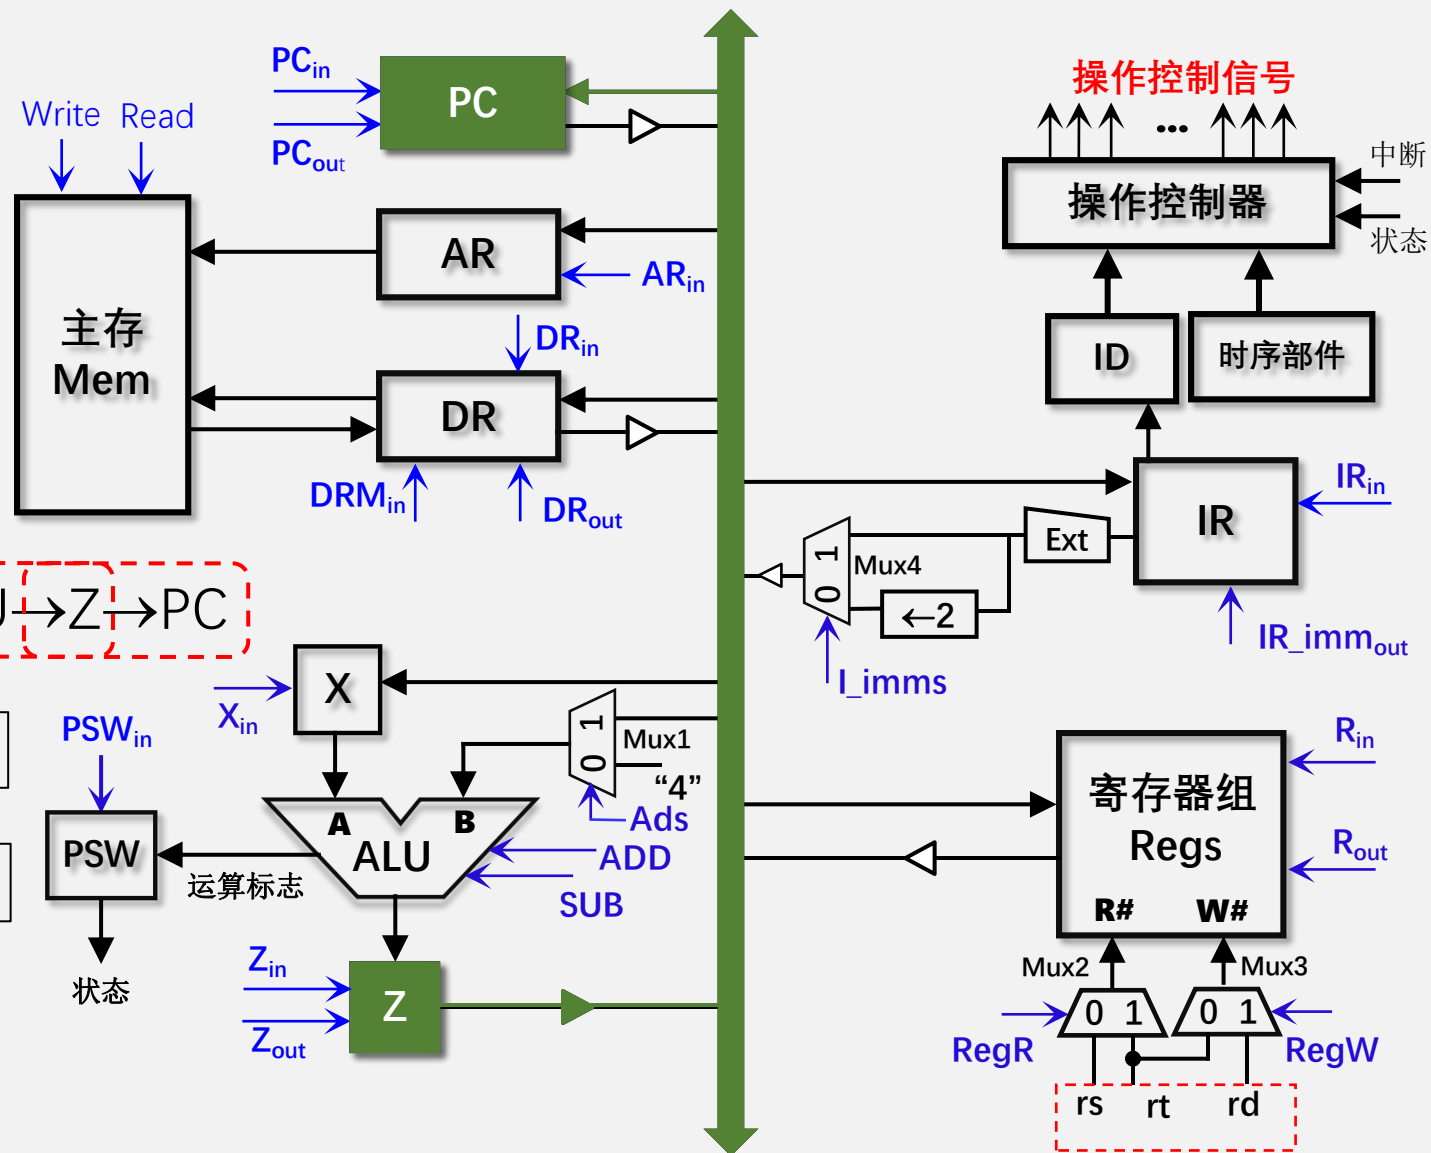 PCin
PC
PCout
Write
Read
主存
Mem
AR
ARin
DRin
DR
DRMin
DRout
→Z→PC
X
Xin
PSWin
PSW
状态
运算标志
A
B
ALU
1
0
Mux1
“4”
Ads
ADD
SUB
Zin
Z
Zout
操作控制信号
...
中断
操作控制器
状态
ID
时序部件
IR
IRin
IR_immout
Ext
Mux4
1
0
←2
I_imms
寄存器组
Regs
Rin
Rout
R#
W#
Mux2
Mux3
0 1
0 1
RegR
RegW
rs
rt
rd